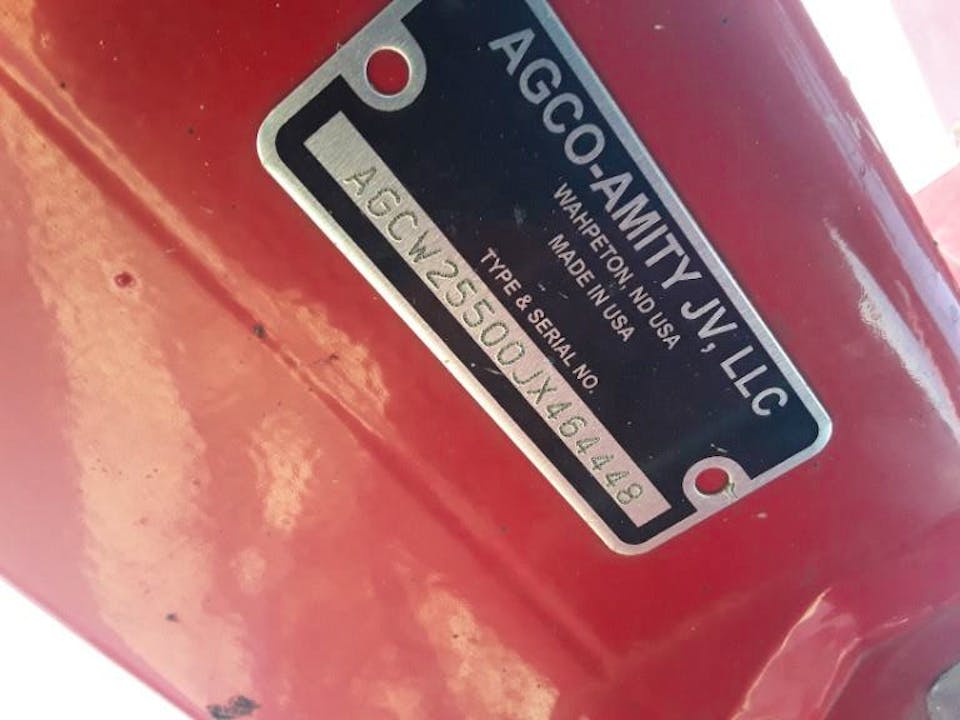 AGCO-AMITY JV, LLC
WAHPETON, ND USA
MADE IN USA
TYPE & SERIAL NO.
AGCW25500JX464448